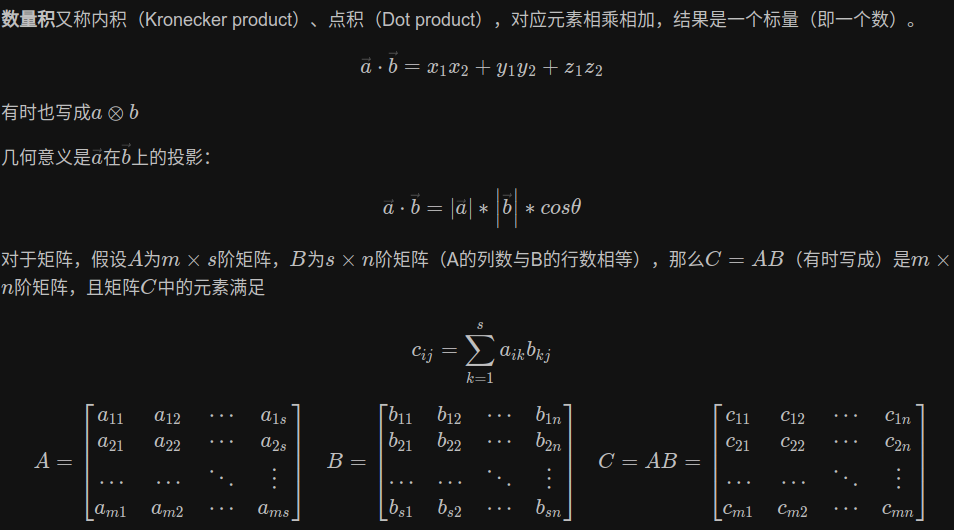 数量积又称内积（Kronecker product）、点积（Dot product），对应元素相乘相加，结果是一个标量（即一个数）。
$\vec{a} \cdot \vec{b} = x_1x_2 + y_1y_2 + z_1z_2$
有时也写成$a \otimes b$
几何意义是$\vec{a}$在$\vec{b}$上的投影：
$\vec{a} \cdot \vec{b} = |\vec{a}| * \left|\vec{b}\right| * cos\theta$
对于矩阵，假设$A$为$m \times s$阶矩阵，$B$为$s \times n$阶矩阵（A的列数与B的行数相等），那么$C = AB$（有时写成）是$m \times$
$n$阶矩阵，且矩阵$C$中的元素满足
$c_{ij} = \sum_{k=1}^{s} a_{ik}b_{kj}$
$A = \begin{bmatrix} a_{11} & a_{12} & \cdots & a_{1s} \\ a_{21} & a_{22} & \cdots & a_{2s} \\ \cdots & \cdots & \ddots & \vdots \\ a_{m1} & a_{m2} & \cdots & a_{ms} \end{bmatrix} \quad B = \begin{bmatrix} b_{11} & b_{12} & \cdots & b_{1n} \\ b_{21} & b_{22} & \cdots & b_{2n} \\ \cdots & \cdots & \ddots & \vdots \\ b_{s1} & b_{s2} & \cdots & b_{sn} \end{bmatrix} \quad C = AB = \begin{bmatrix} c_{11} & c_{12} & \cdots & c_{1n} \\ c_{21} & c_{22} & \cdots & c_{2n} \\ \cdots & \cdots & \ddots & \vdots \\ c_{m1} & c_{m2} & \cdots & c_{mn} \end{bmatrix}$